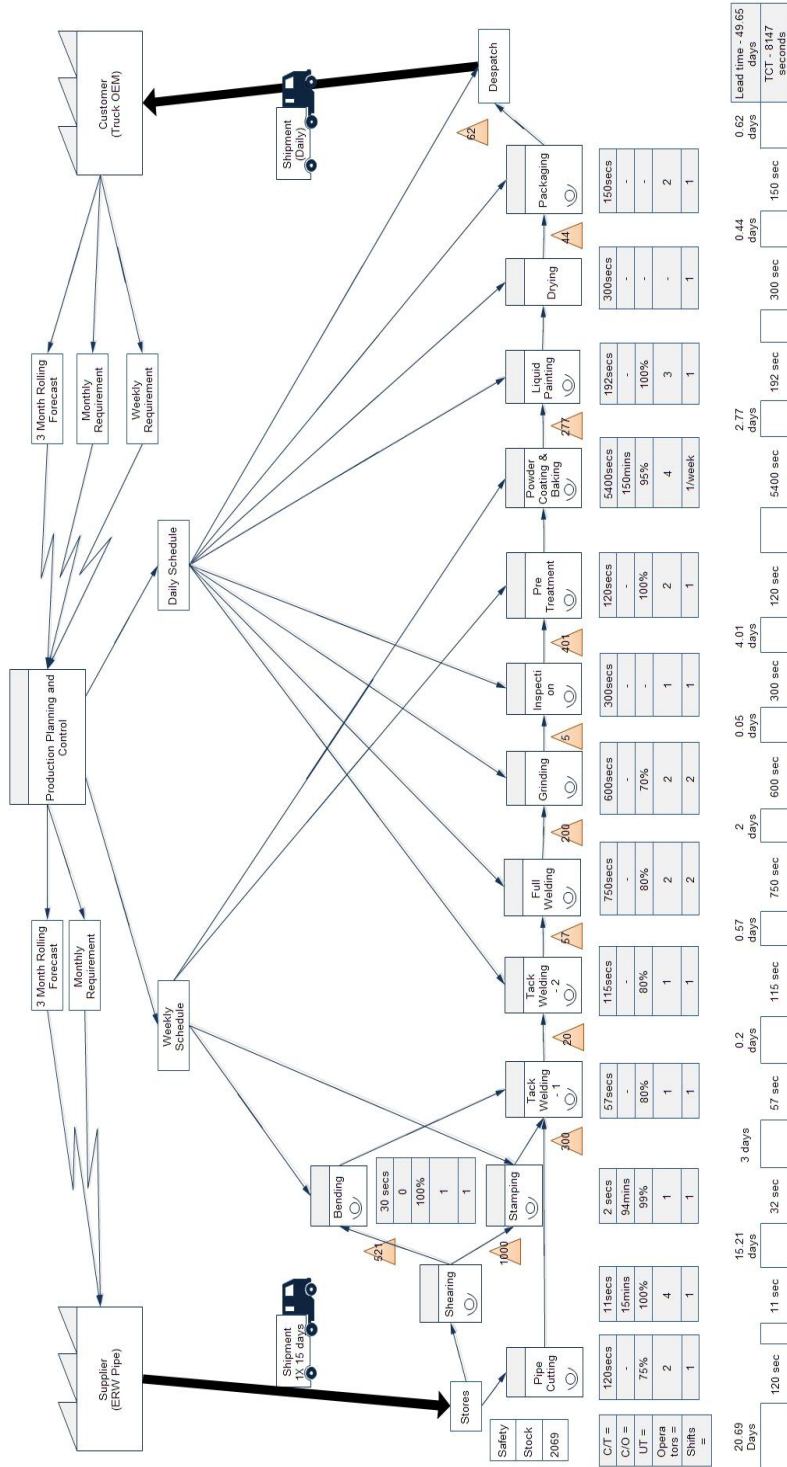 Supplier
(ERW Pipe)
3 Month Rolling
Forecast
Monthly
Requirement
Production Planning and
Control
3 Month Rolling
Forecast
Monthly
Requirement
Weekly
Requirement
Customer
(Truck OEM)
Shipment
1X 15 days
Weekly
Schedule
Daily Schedule
Shipment
(Daily)
Stores
Shearing
521
1000
Bending
30 secs
0
100%
1
1
Stamping
Pipe
Cutting
300
Tack
Welding
- 1
20
Tack
Welding
- 2
57
Full
Welding
200
Grinding
5
Inspecti
on
401
Pre
Treatment
Powder
Coating &
Baking
277
Liquid
Painting
Drying
44
Packaging
62
Despatch
Safety
Stock
2069
C/T = 120secs 11secs 2 secs 57secs 115secs 750secs 600secs 300secs 120secs 5400secs 192secs 300secs 150secs
C/O = - 15mins 94mins - - - - - - 150mins - - -
UT = 75% 100% 99% 80% 80% 80% 70% - 100% 95% 100% - -
Opera
tors = 2 4 1 1 1 2 2 1 2 4 3 - 2
Shifts
= 1 1 1 1 1 2 2 1 1 1/week 1 1 1
20.69
Days
15.21
days
3 days
0.2
days
0.57
days
2
days
0.05
days
4.01
days
2.77
days
0.44
days
0.62
days
Lead time - 49.65
days
120 sec 11 sec 32 sec 57 sec 115 sec 750 sec 600 sec 300 sec 120 sec 5400 sec 192 sec 300 sec 150 sec
TCT - 8147
seconds